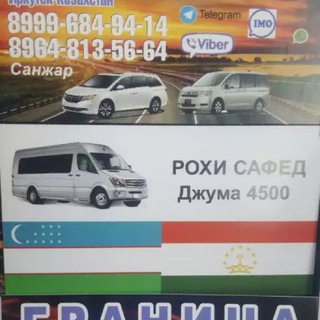 Иркутск Казахстан
8999-684-94-14
8964-813-56-64
Санжар
Telegram
IMO
Viber
РОХИ САФЕД
Джума 4500
ГРАНИЦА